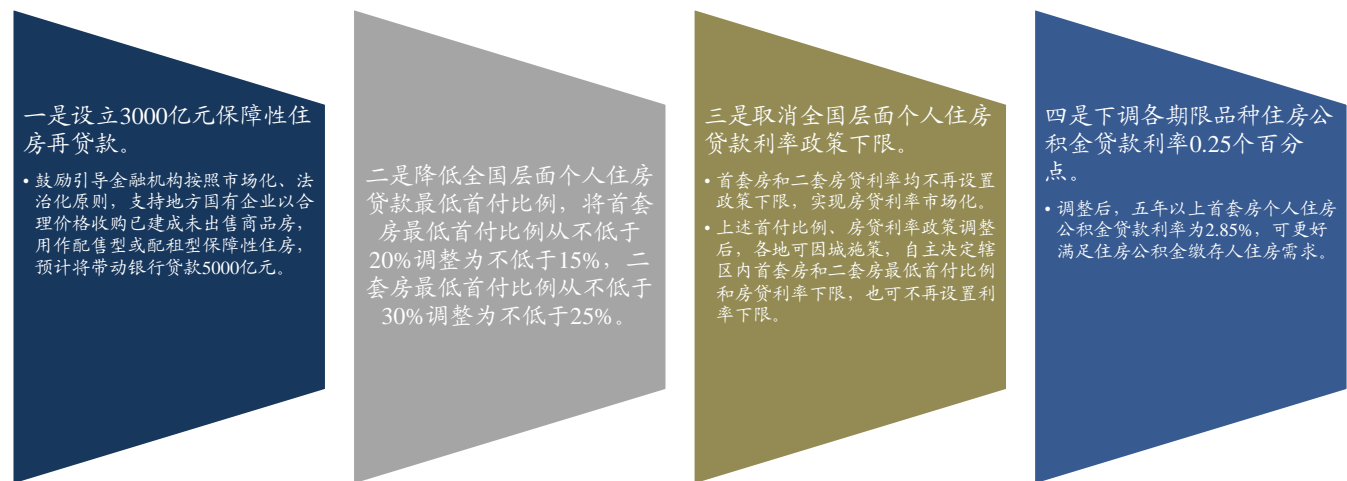 一是设立3000亿元保障性住
房再贷款。
• 鼓励引导金融机构按照市场化、法
治化原则，支持地方国有企业以合
理价格收购已建成未出售商品房，
用作配售型或配租型保障性住房，
预计将带动银行贷款5000亿元。
二是降低全国层面个人住房
贷款最低首付比例，将首套
房最低首付比例从不低于
20%调整为不低于15%，二
套房最低首付比例从不低于
30%调整为不低于25%。
三是取消全国层面个人住房
贷款利率政策下限。
• 首套房和二套房贷利率均不再设置
政策下限，实现房贷利率市场化。
• 上述首付比例、房贷利率政策调整
后，各地可因城施策，自主决定辖
区内首套房和二套房最低首付比例
和房贷利率下限，也可不再设置利
率下限。
四是下调各期限品种住房公
积金贷款利率0.25个百分
点。
• 调整后，五年以上首套房个人住房
公积金贷款利率为2.85%，可更好
满足住房公积金缴存人住房需求。